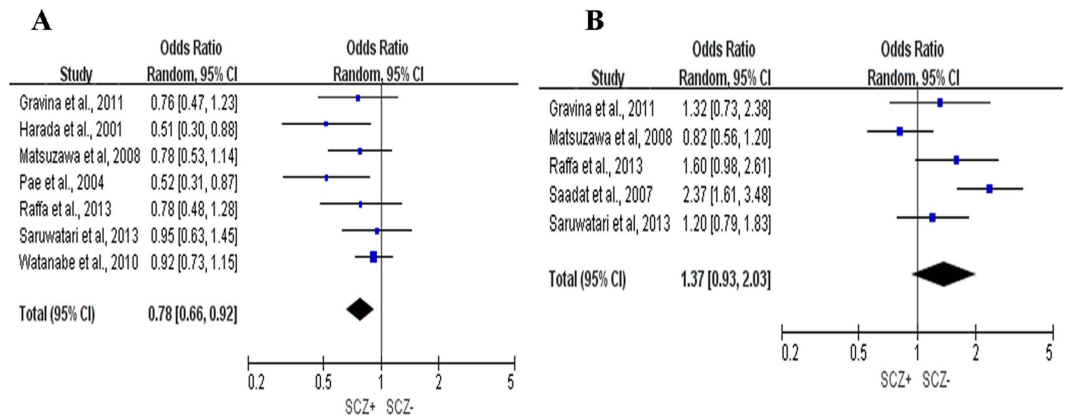 A
Odds Ratio Odds Ratio
Study Random, 95% CI Random, 95% CI
Gravina et al., 2011 0.76 [0.47, 1.23]
Harada et al., 2001 0.51 [0.30, 0.88]
Matsuzawa et al, 2008 0.78 [0.53, 1.14]
Pae et al., 2004 0.52 [0.31, 0.87]
Raffa et al., 2013 0.78 [0.48, 1.28]
Saruwatari et al, 2013 0.95 [0.63, 1.45]
Watanabe et al., 2010 0.92 [0.73, 1.15]
Total (95% CI) 0.78 [0.66, 0.92]
0.2 0.5 1 2 5
SCZ+ SCZ-
B
Odds Ratio Odds Ratio
Study Random, 95% CI Random, 95% CI
Gravina et al., 2011 1.32 [0.73, 2.38]
Matsuzawa et al, 2008 0.82 [0.56, 1.20]
Raffa et al., 2013 1.60 [0.98, 2.61]
Saadat et al., 2007 2.37 [1.61, 3.48]
Saruwatari et al, 2013 1.20 [0.79, 1.83]
Total (95% CI) 1.37 [0.93, 2.03]
0.2 0.5 1 2 5
SCZ+ SCZ-